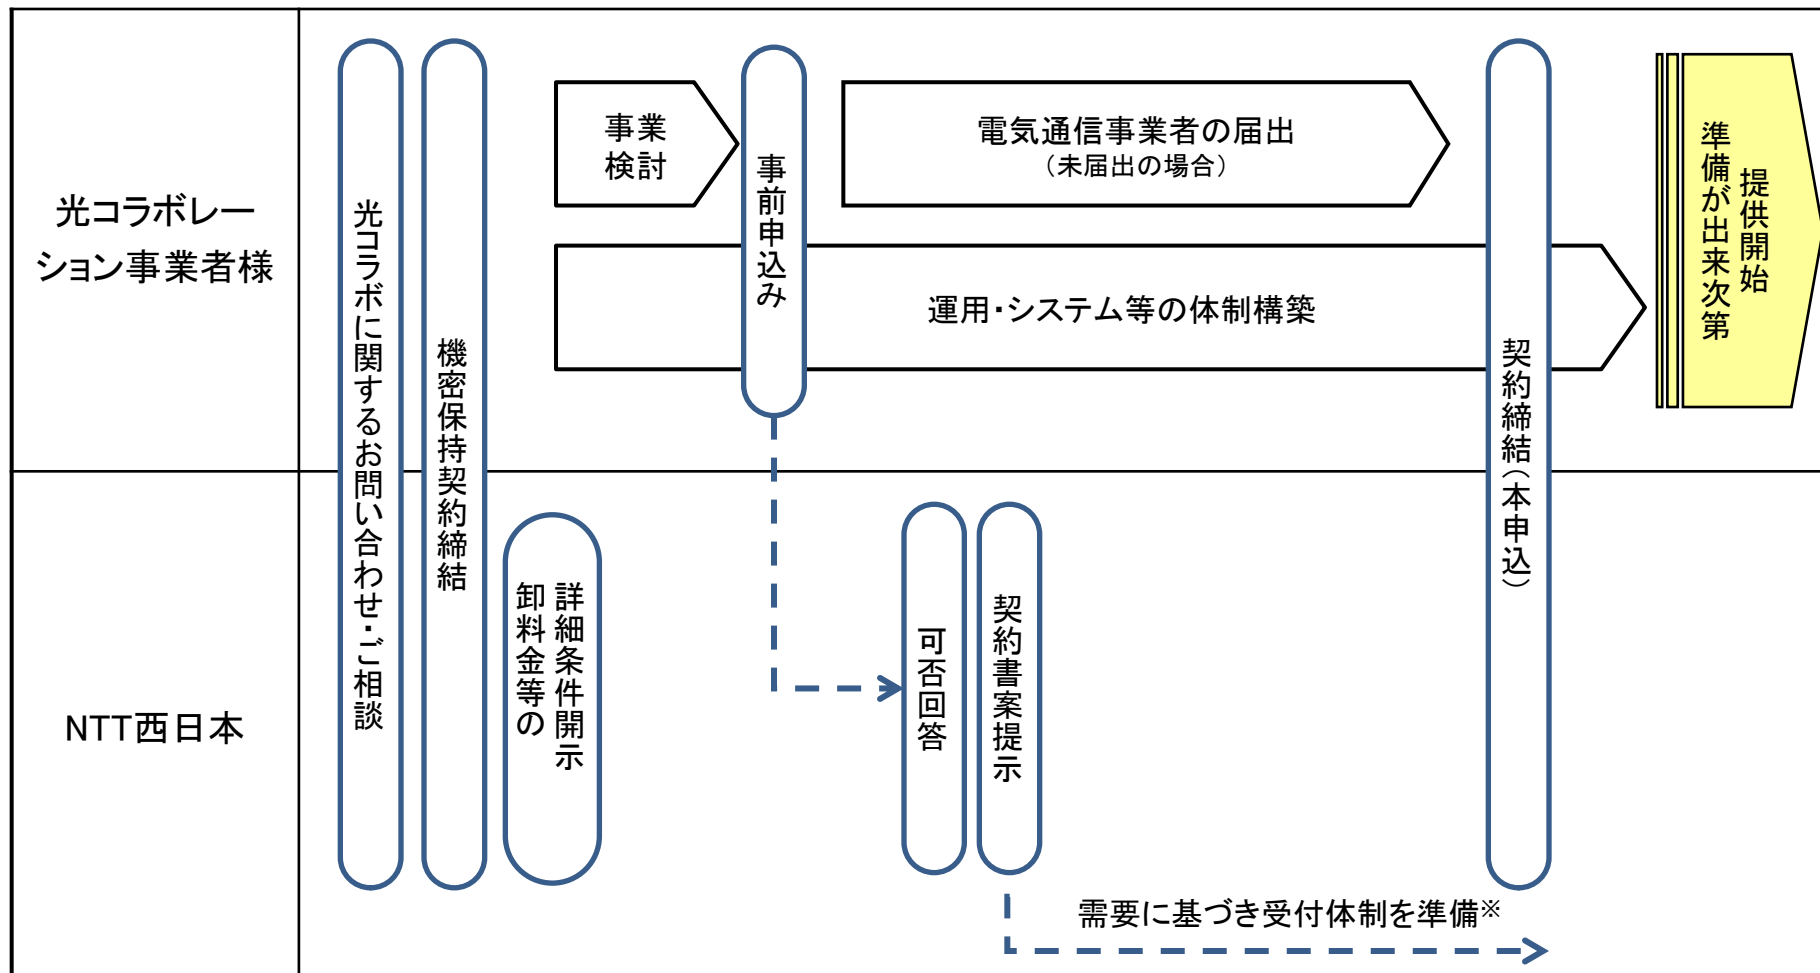 光コラボレー
ション事業者様
光コラボに関するお問い合わせ・ご相談
機密保持契約締結
事業
検討
事前申込み
電気通信事業者の届出
（未届出の場合）
運用・システム等の体制構築
契約締結（本申込）
提供開始
準備が出来次第
NTT西日本
詳細条件開示
卸料金等の
可否回答
契約書案提示
需要に基づき受付体制を準備※